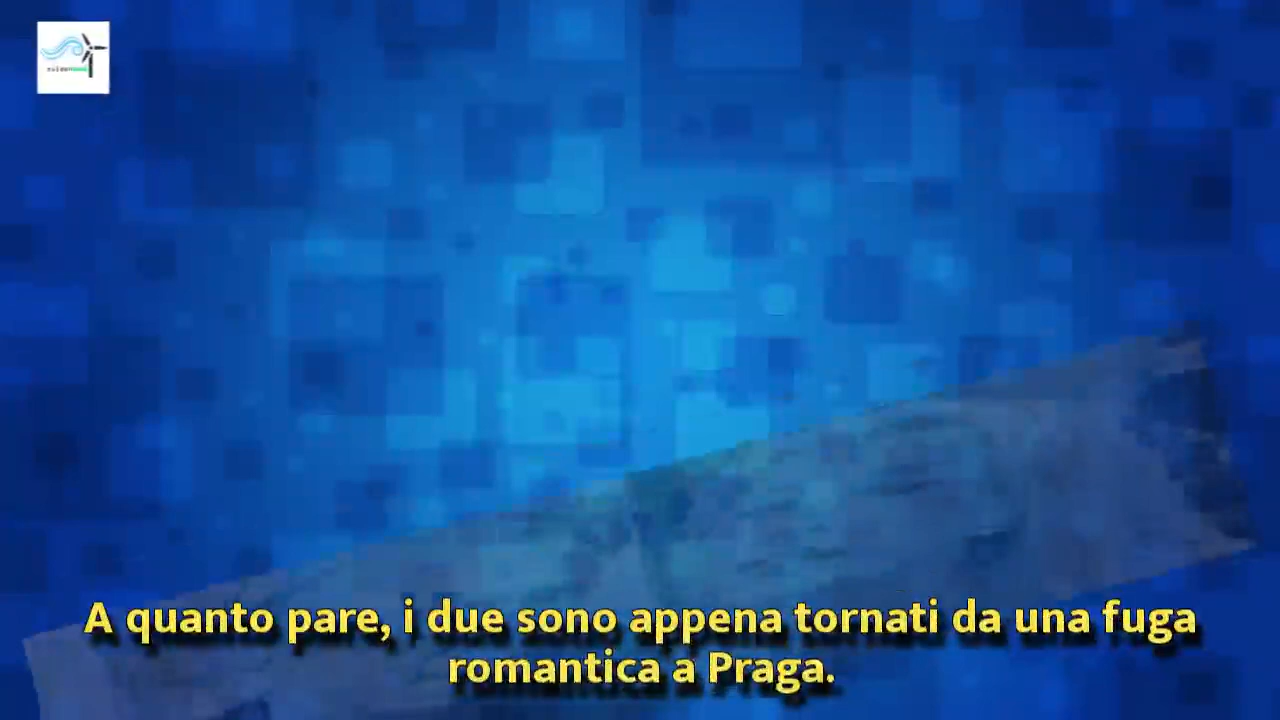 A quanto pare, i due sono appena tornati da una fuga
romantica a Praga.